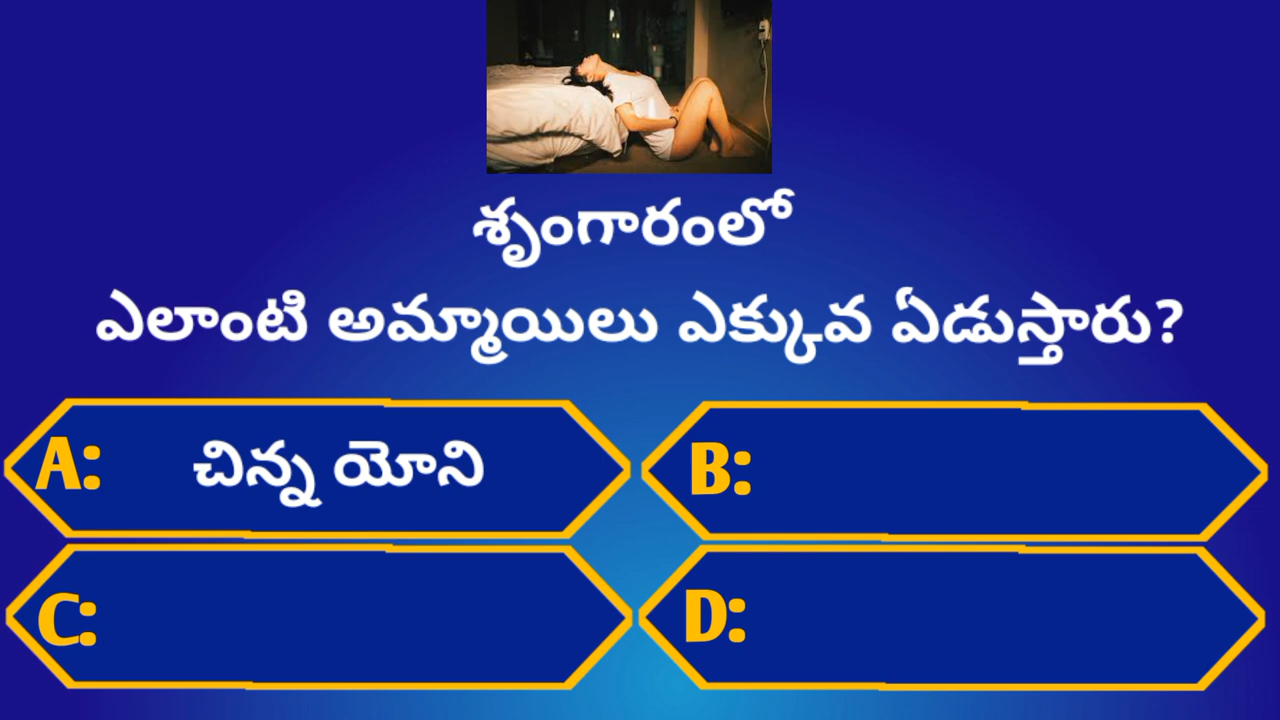 శృంగారంలో
ఎలాంటి అమ్మాయిలు ఎక్కువ ఏడుస్తారు?
A: చిన్న యోని
B:
C:
D: